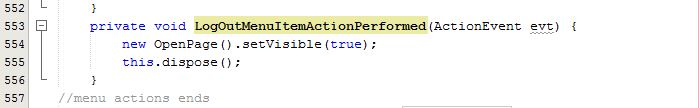 552 }
553 private void LogOutMenuItemActionPerformed(ActionEvent evt) {
554 new OpenPage().setVisible(true);
555 this.dispose();
556 }
557 //menu actions ends